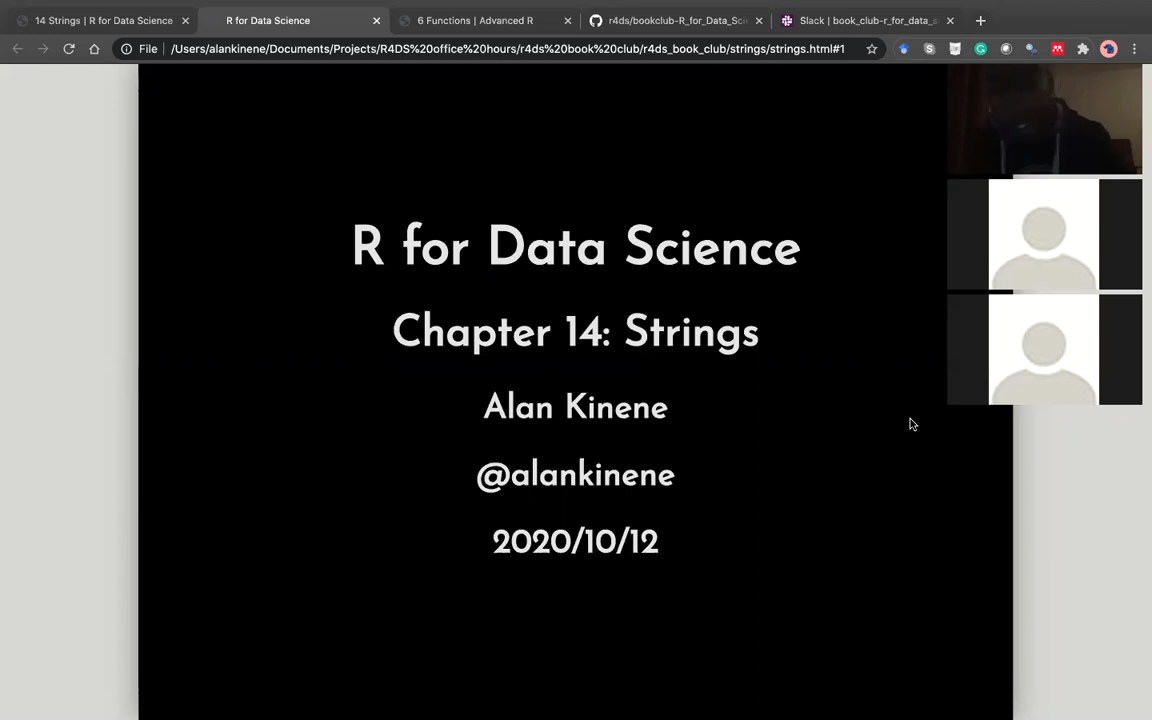 14 Strings | R for Data Science
R for Data Science
6 Functions | Advanced R
r4ds/bookclub-R_for_Data_Sci
Slack | book_club-r_for_data_s
File
/Users/alankinene/Documents/Projects/R4DS%20office%20hours/r4ds%20book%20club/r4ds_book_club/strings/strings.html#1
R for Data Science
Chapter 14: Strings
Alan Kinene
@alankinene
2020/10/12